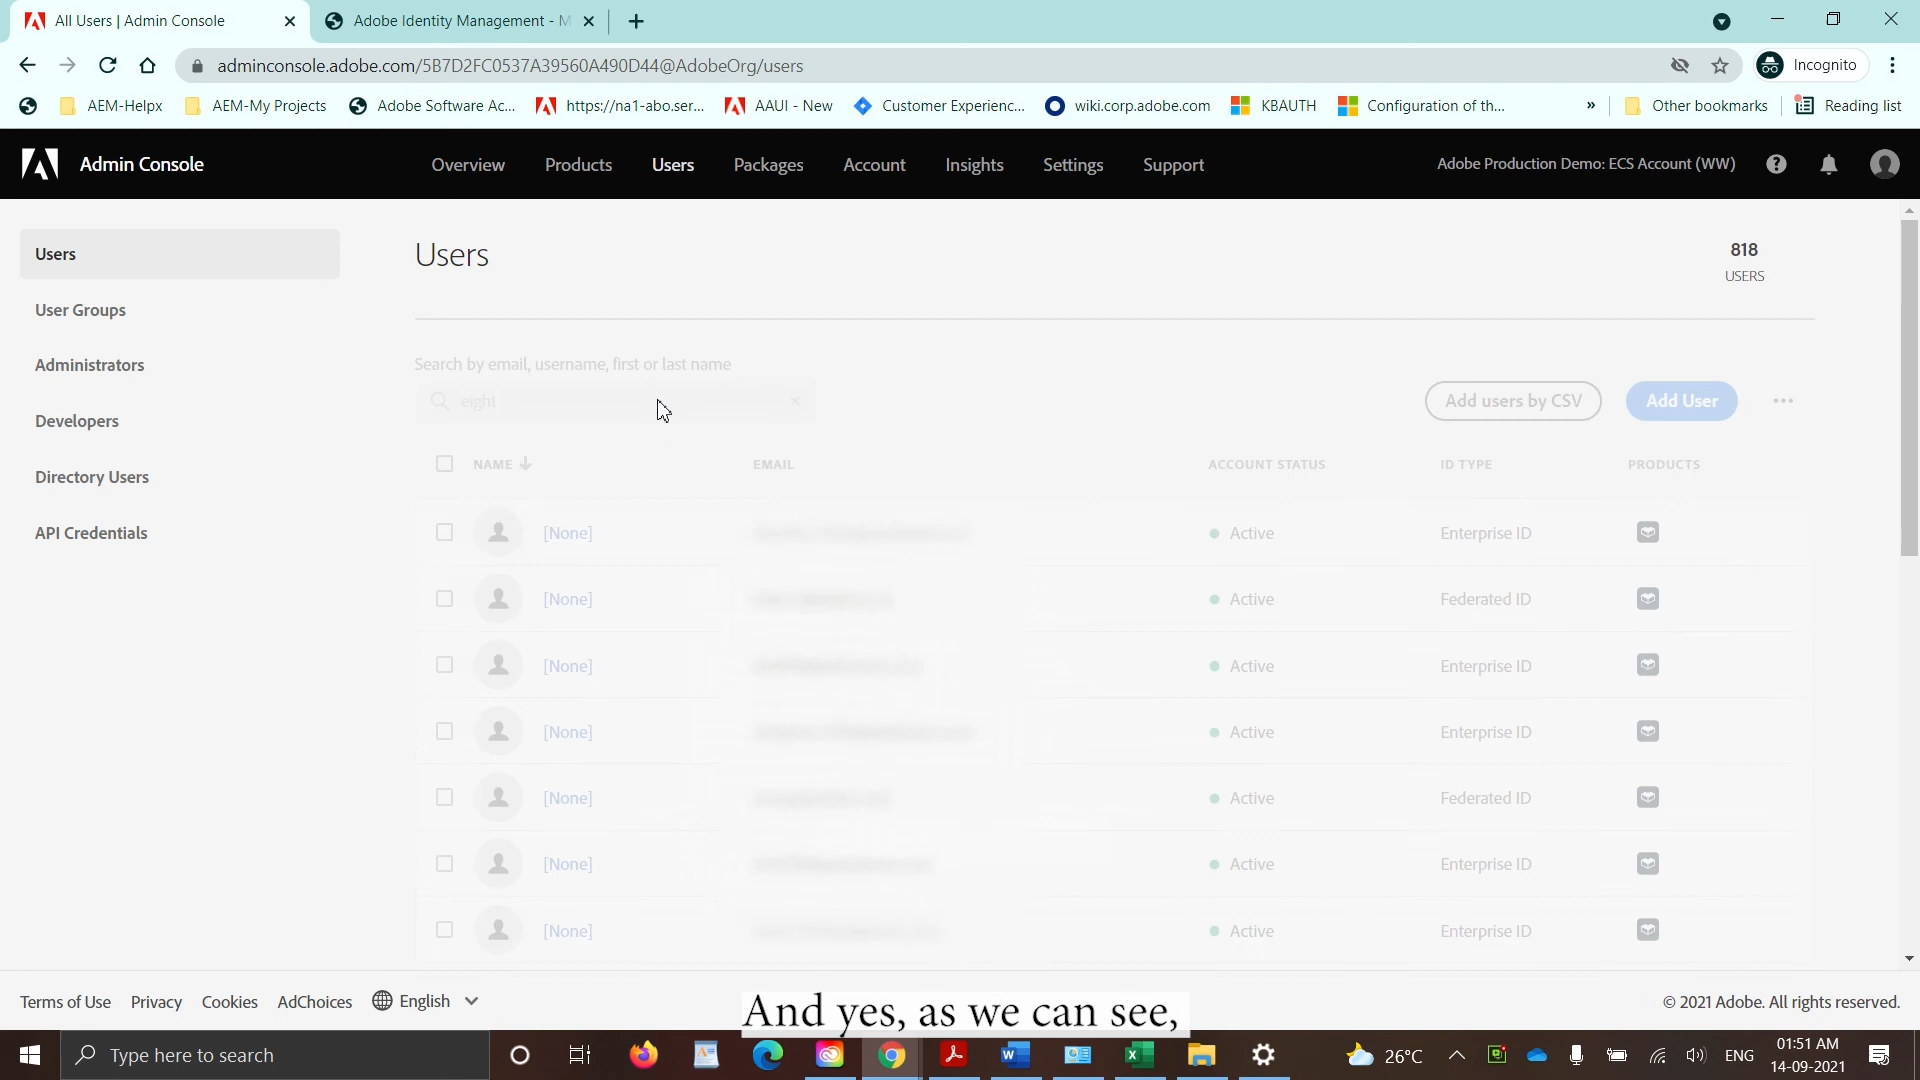 All Users | Admin Console
Adobe Identity Management - M
adminconsole.adobe.com/5B7D2FC0537A39560A490D44@AdobeOrg/users
Incognito
AEM-Helpx
AEM-My Projects
Adobe Software Ac...
https://na1-abo.ser...
AAUI - New
Customer Experienc...
wiki.corp.adobe.com
KBAUTH
Configuration of th...
»
Other bookmarks
Reading list
Admin Console
Overview
Products
Users
Packages
Account
Insights
Settings
Support
Adobe Production Demo: ECS Account (WW)
Users
User Groups
Administrators
Developers
Directory Users
API Credentials
Users
818
USERS
Search by email, username, first or last name
eight
Add users by CSV
Add User
NAME
EMAIL
ACCOUNT STATUS
ID TYPE
PRODUCTS
[None] Active Enterprise ID
[None] Active Federated ID
[None] Active Enterprise ID
[None] Active Enterprise ID
[None] Active Federated ID
[None] Active Enterprise ID
[None] Active Enterprise ID
Terms of Use
Privacy
Cookies
AdChoices
English
© 2021 Adobe. All rights reserved.
And yes, as we can see,
Type here to search
26°C
ENG
01:51 AM
14-09-2021